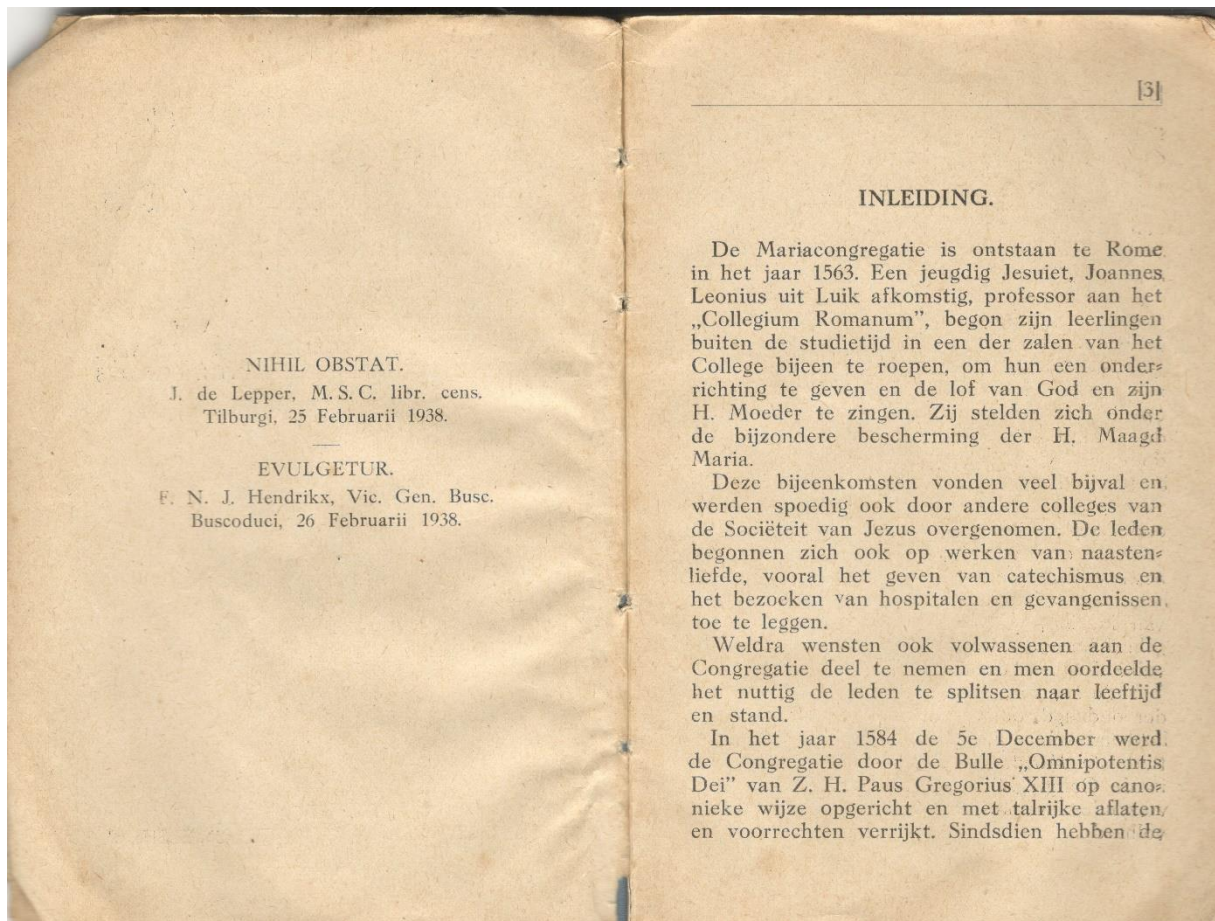 NIHIL OBSTAT.
J. de Lepper, M. S. C. libr. cens.
Tilburgi, 25 Februarii 1938.
EVULGETUR.
F. N. J. Hendrikx, Vic. Gen. Busc.
Buscoduci, 26 Februarii 1938.
[3]
INLEIDING.
De Mariacongregatie is ontstaan te Rome
in het jaar 1563. Een jeugdig Jesuiet, Joannes
Leonius uit Luik afkomstig, professor aan het
„Collegium Romanum”, begon zijn leerlingen
buiten de studietijd in een der zalen van het
College bijeen te roepen, om hun een onder-
richting te geven en de lof van God en zijn
H. Moeder te zingen. Zij stelden zich onder
de bijzondere bescherming der H. Maagd
Maria.
Deze bijeenkomsten vonden veel bijval en
werden spoedig ook door andere colleges van
de Sociëteit van Jezus overgenomen. De leden
begonnen zich ook op werken van naasten-
liefde, vooral het geven van catechismus en
het bezoeken van hospitalen en gevangenissen
toe te leggen.
Weldra wensten ook volwassenen aan de
Congregatie deel te nemen en men oordeelde
het nuttig de leden te splitsen naar leeftijd
en stand.
In het jaar 1584 de 5e December werd
de Congregatie door de Bulle „Omnipotentis
Dei” van Z. H. Paus Gregorius XIII op cano-
nieke wijze opgericht en met talrijke aflaten
en voorrechten verrijkt. Sindsdien hebben de